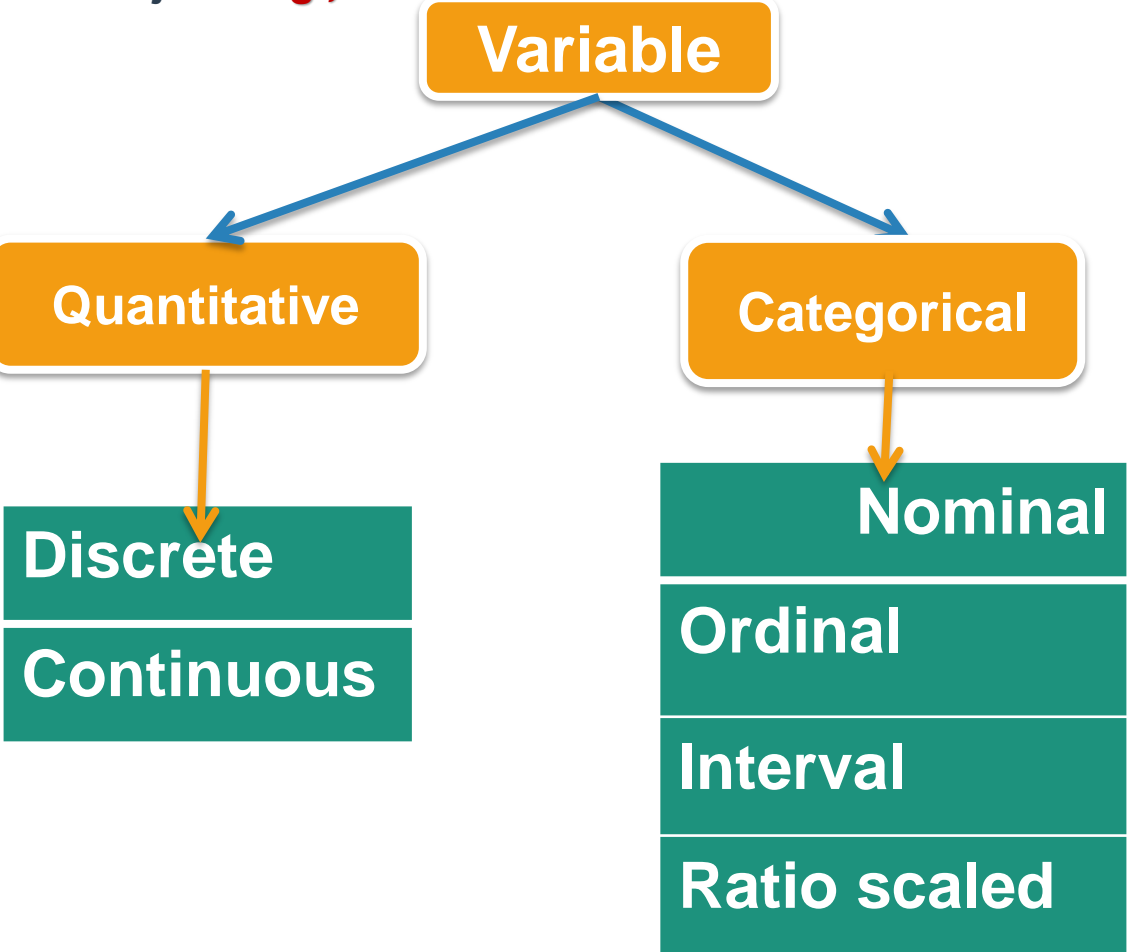 Variable
Quantitative
Categorical
Discrete
Continuous
Nominal
Ordinal
Interval
Ratio scaled